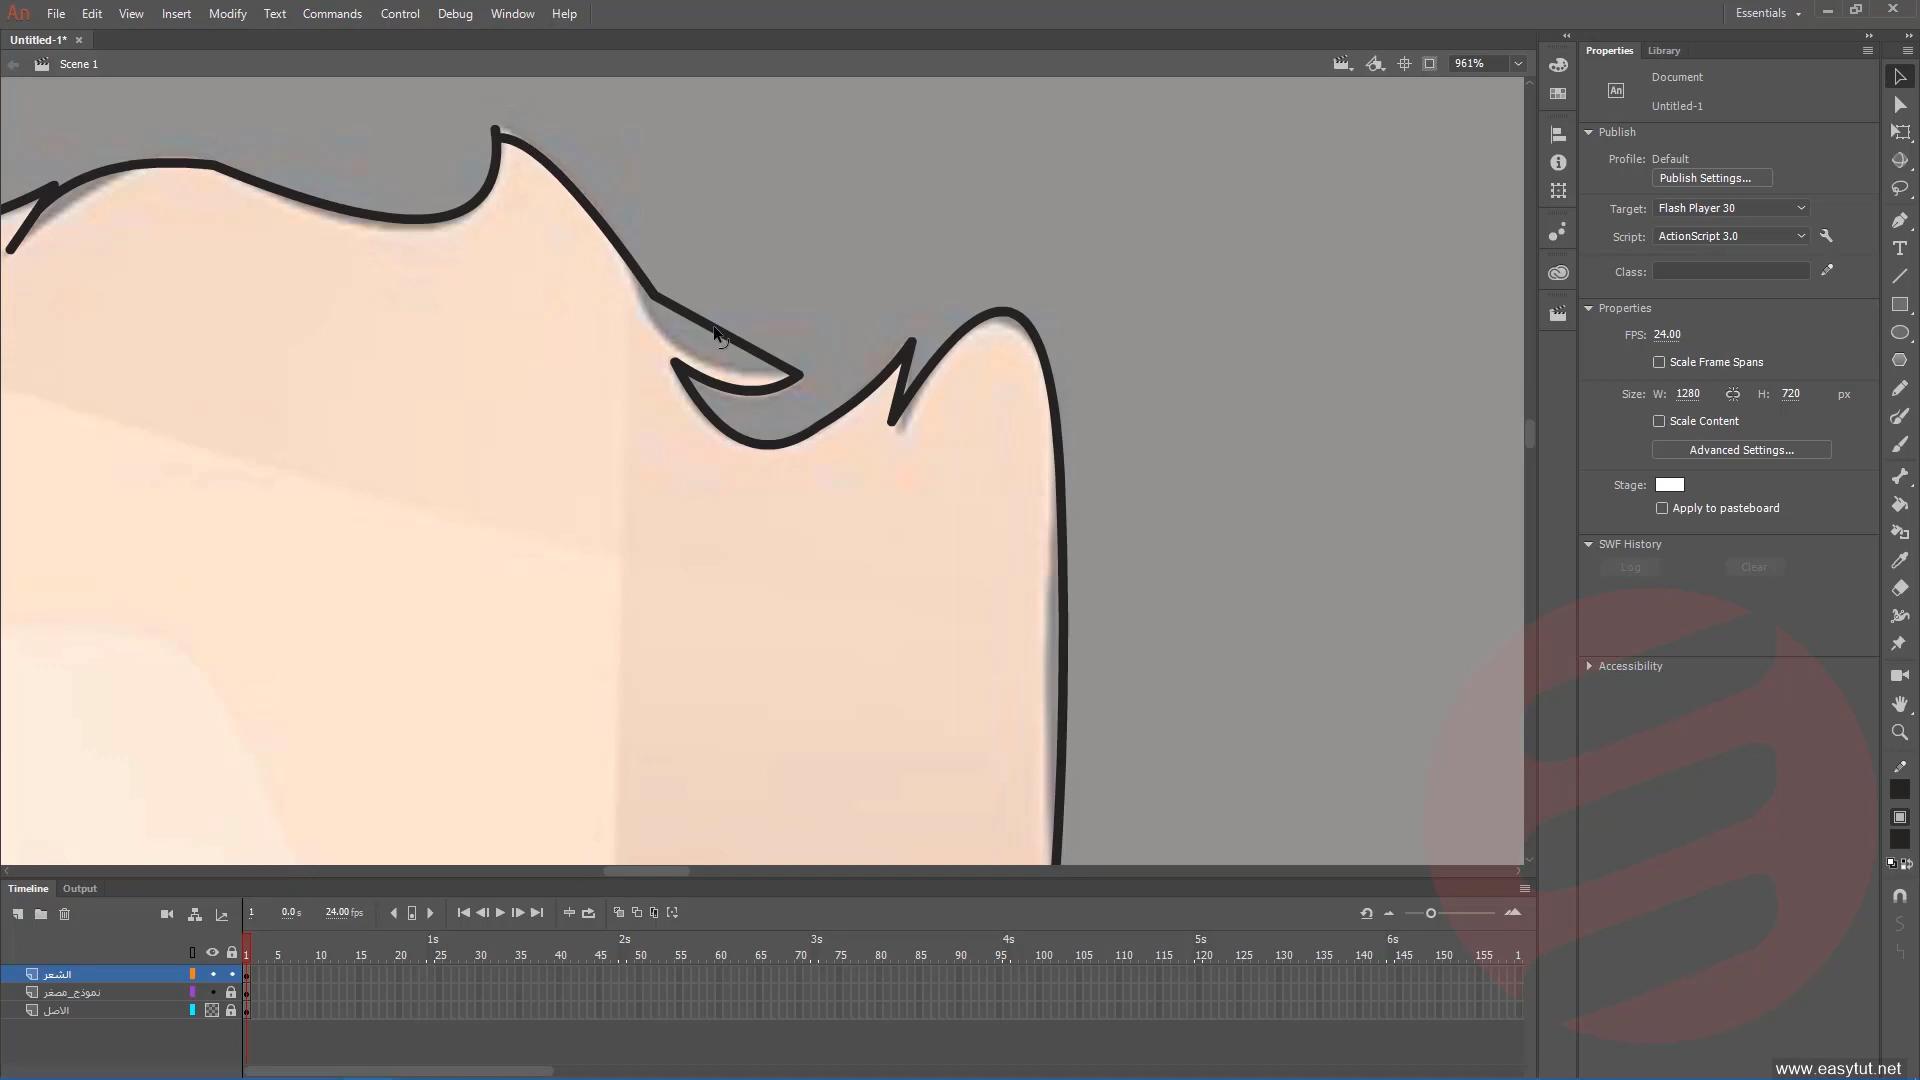 An File Edit View Insert Modify Text Commands Control Debug Window Help Essentials
Untitled-1* ×
Scene 1 961%
Properties Library
Document
An Untitled-1
Publish
Profile: Default
Publish Settings...
Target: Flash Player 30
Script: ActionScript 3.0
Class:
Properties
FPS: 24.00
Scale Frame Spans
Size: W: 1280 H: 720 px
Scale Content
Advanced Settings...
Stage:
Apply to pasteboard
SWF History
Log Clear
Accessibility
Timeline Output
1 0.0 s 24.00 fps
1s 2s 3s 4s 5s 6s
1 5 10 15 20 25 30 35 40 45 50 55 60 65 70 75 80 85 90 95 100 105 110 115 120 125 130 135 140 145 150 155 1
الشعر
نموذج_مصغر
الاصل
www.easytut.net